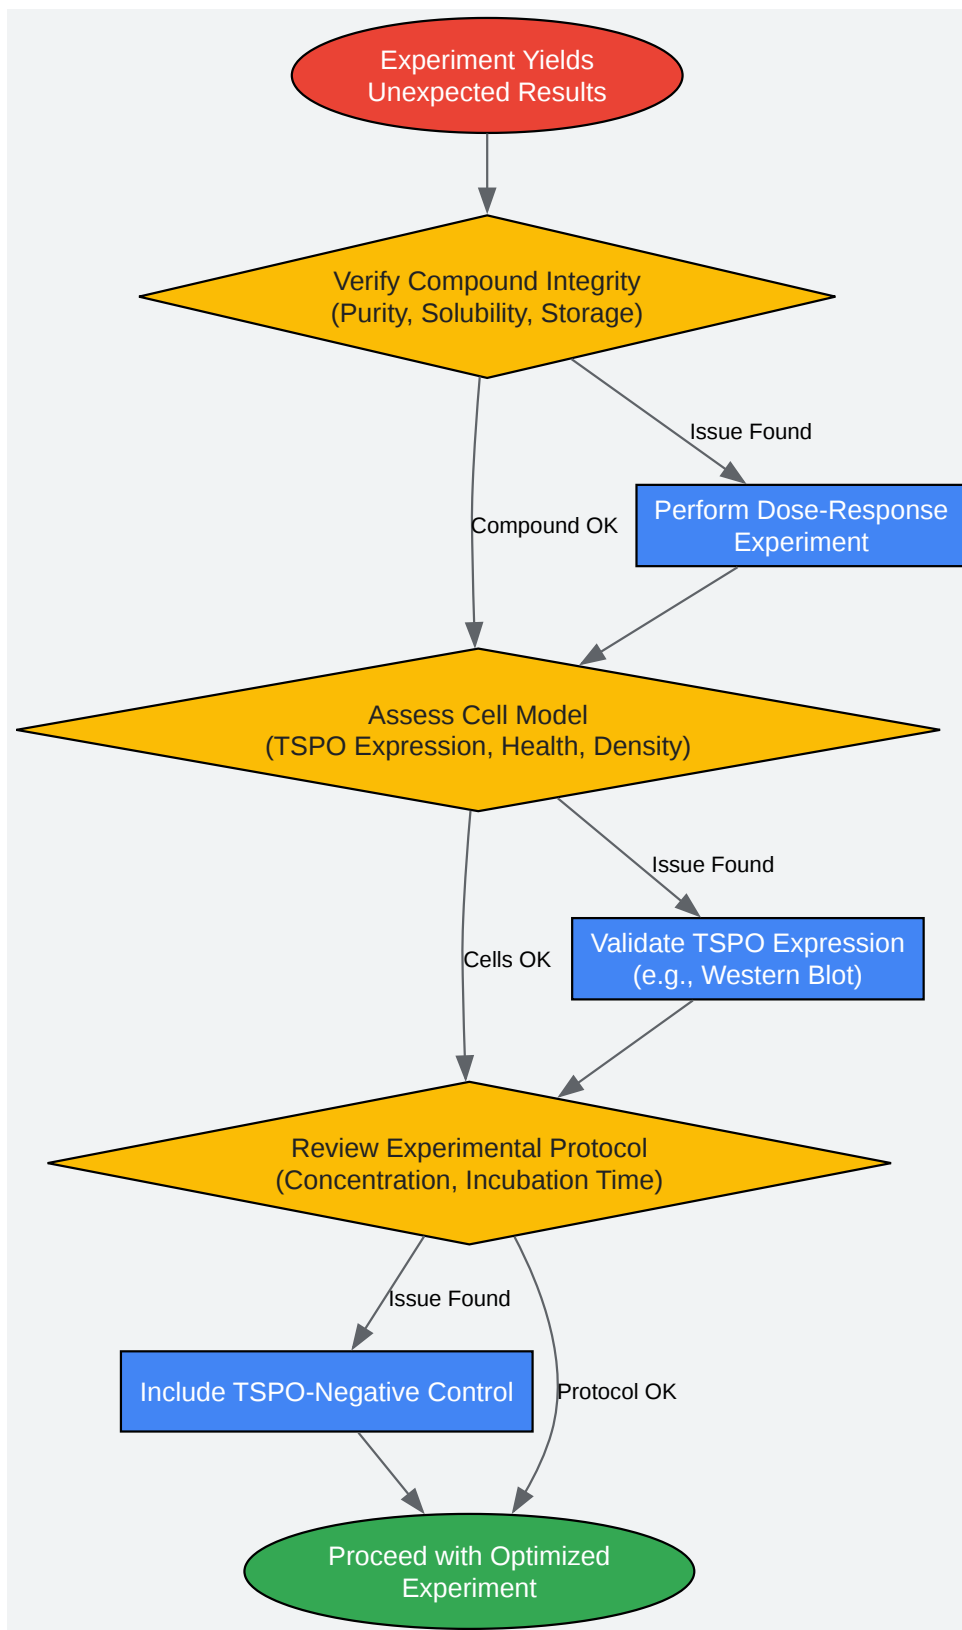 Experiment Yields
Unexpected Results
Verify Compound Integrity
(Purity, Solubility, Storage)
Issue Found
Perform Dose-Response
Experiment
Compound OK
Assess Cell Model
(TSPO Expression, Health, Density)
Issue Found
Validate TSPO Expression
(e.g., Western Blot)
Cells OK
Review Experimental Protocol
(Concentration, Incubation Time)
Issue Found
Include TSPO-Negative Control
Protocol OK
Proceed with Optimized
Experiment